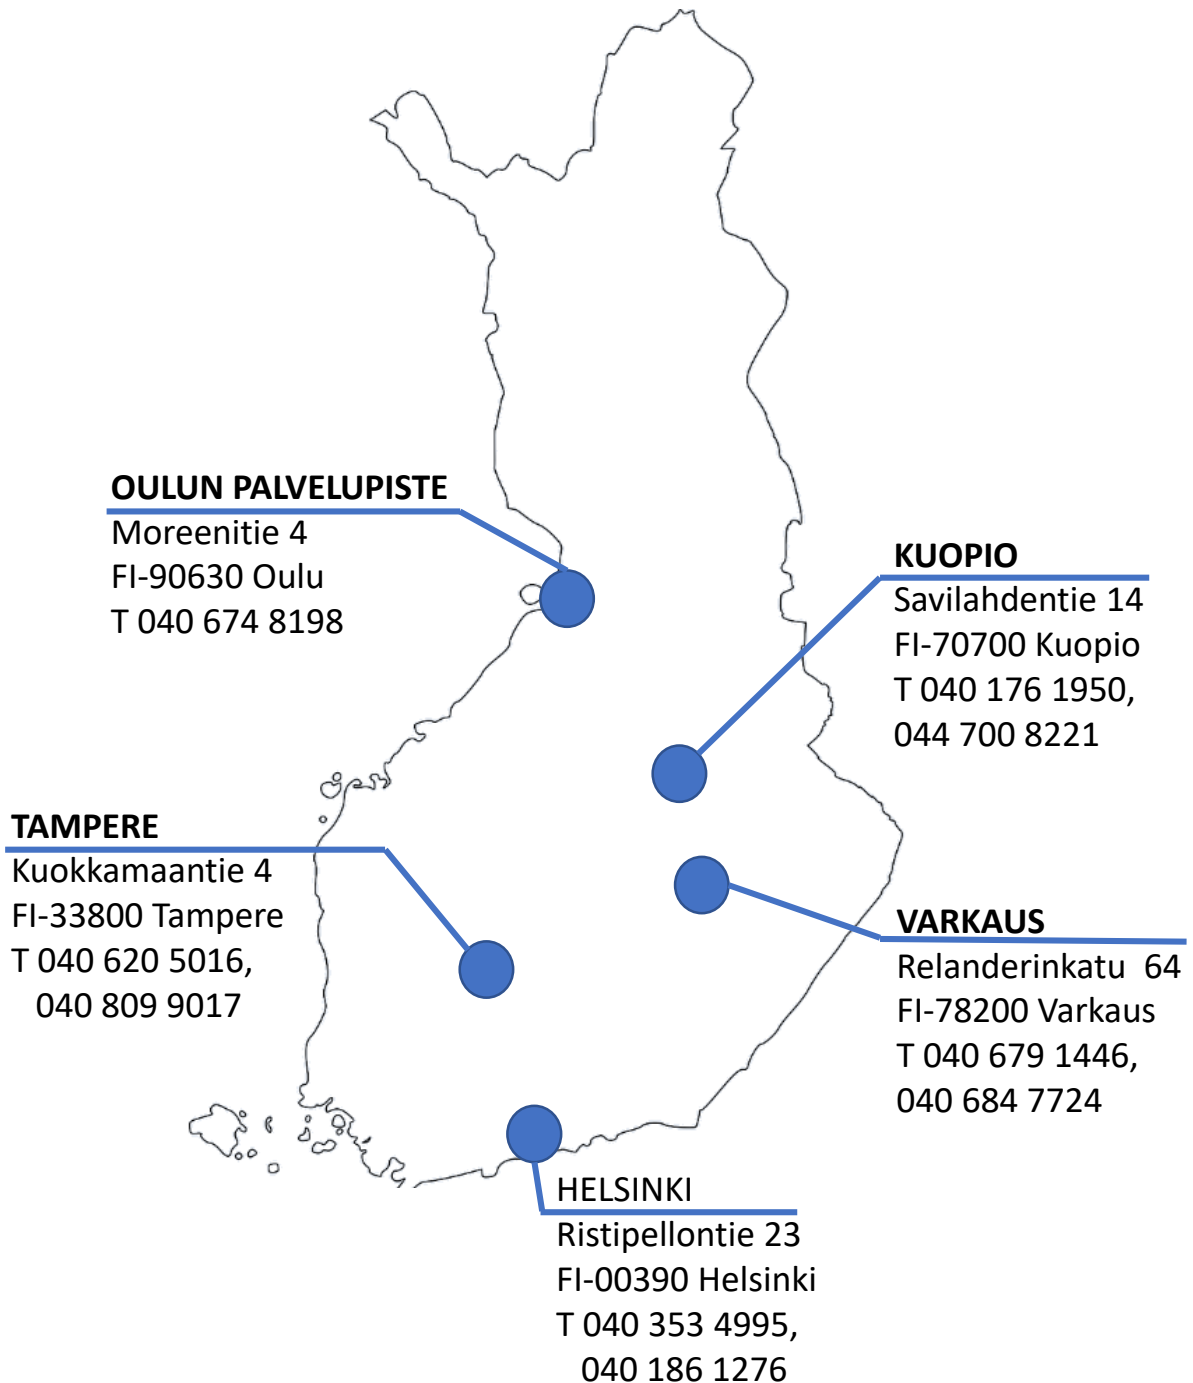 OULUN PALVELUPISTE
Moreenitie 4
FI-90630 Oulu
T 040 674 8198
KUOPIO
Savilahdentie 14
FI-70700 Kuopio
T 040 176 1950,
044 700 8221
TAMPERE
Kuokkamaantie 4
FI-33800 Tampere
T 040 620 5016,
040 809 9017
VARKAUS
Relanderinkatu  64
FI-78200 Varkaus
T 040 679 1446,
040 684 7724
HELSINKI
Ristipellontie 23
FI-00390 Helsinki
T 040 353 4995,
040 186 1276